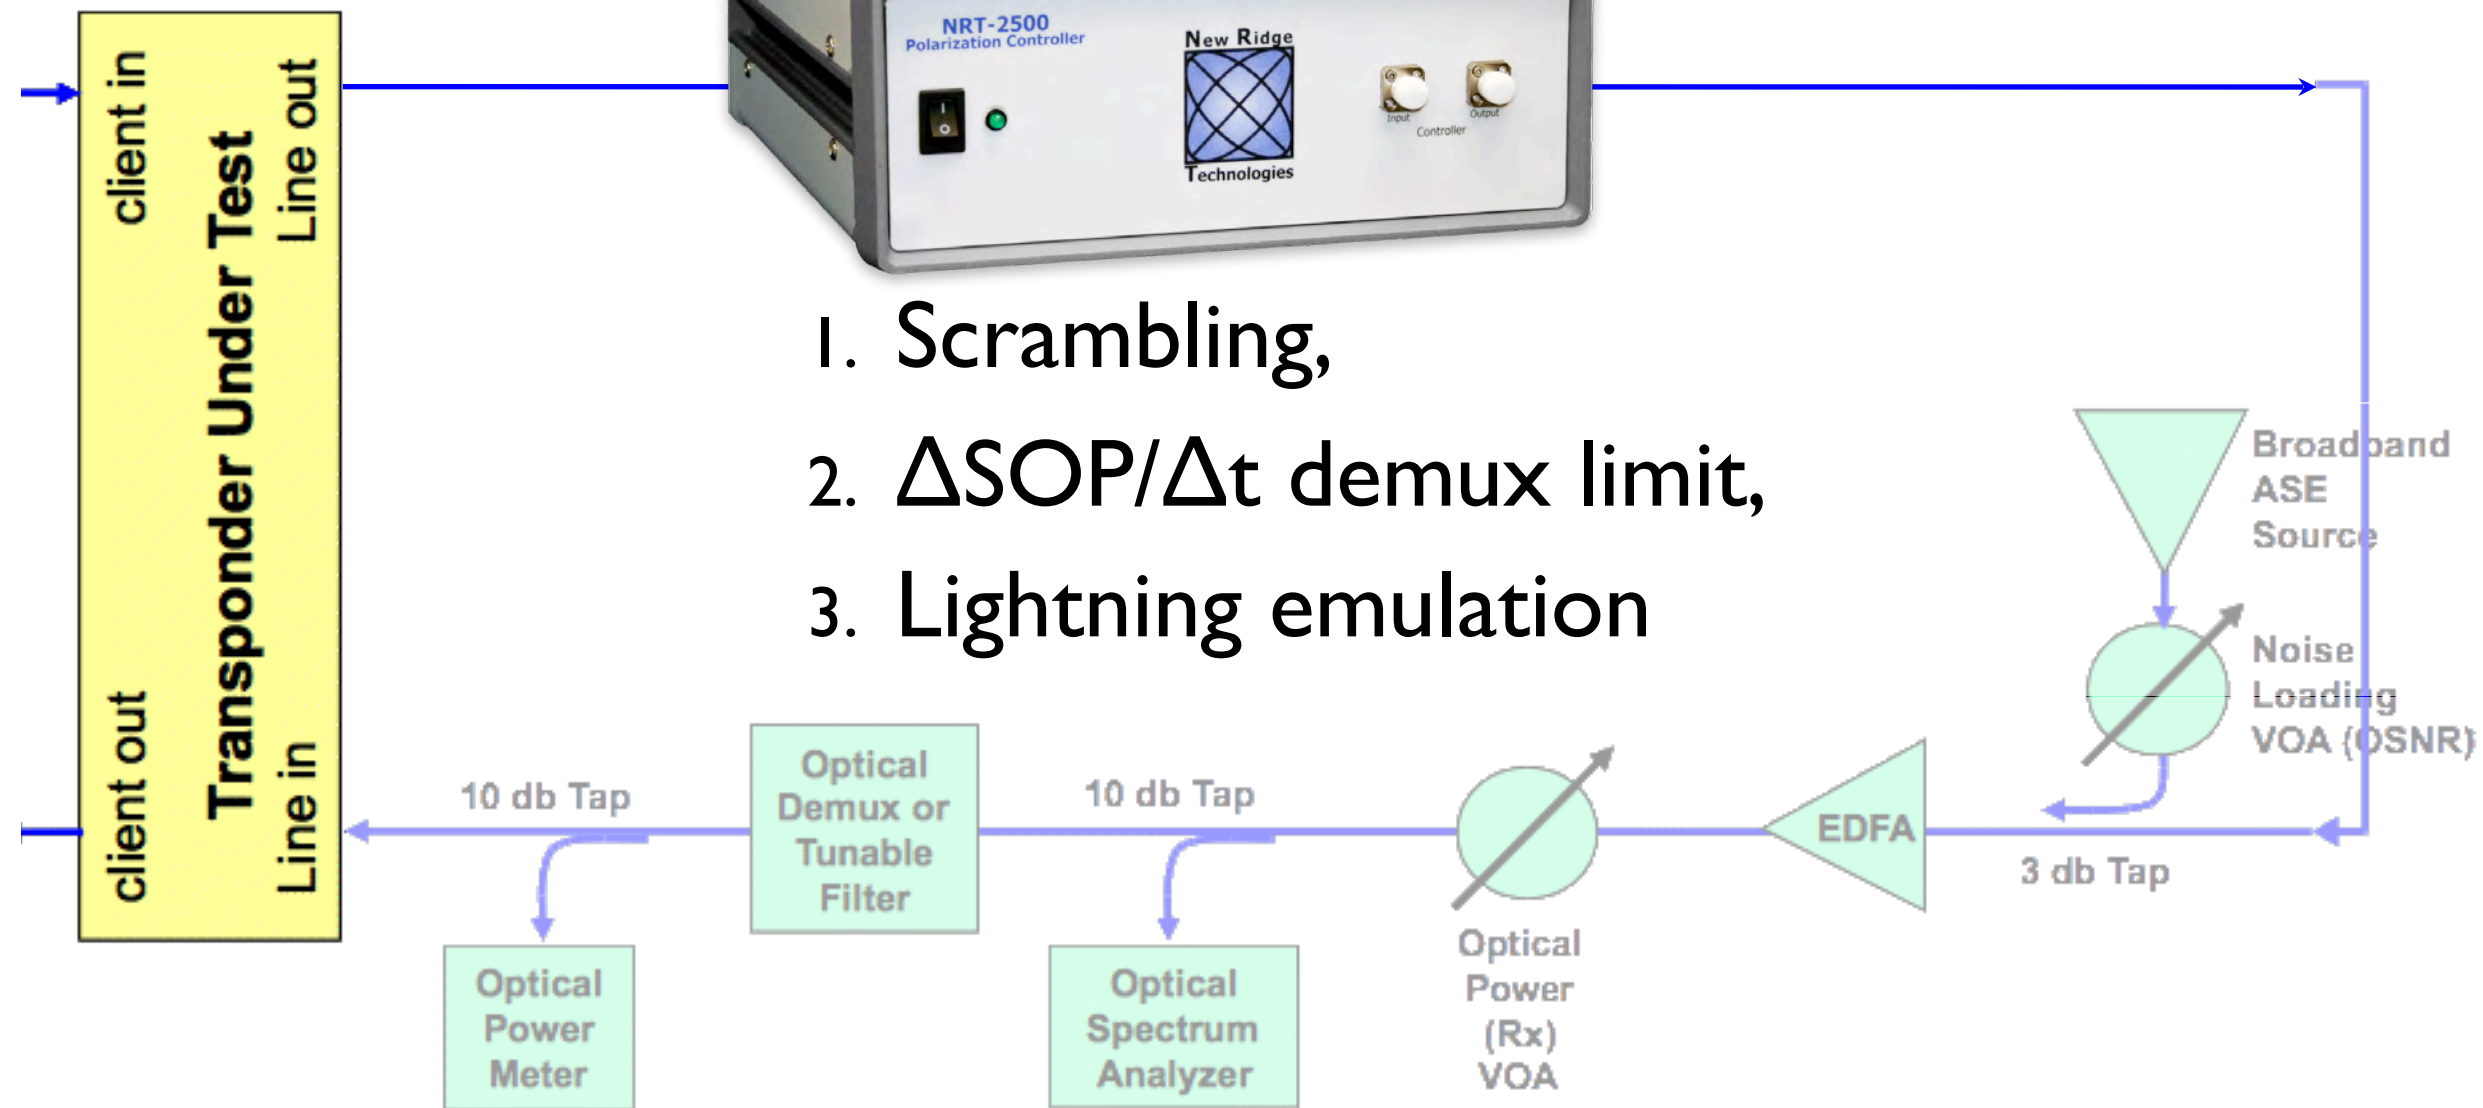 NRT-2500
Polarization Controller
New Ridge
Technologies
I
O
Input
Output
Controller
client in
Line out
Transponder Under Test
client out
Line in
1. Scrambling,
2. ΔSOP/Δt demux limit,
3. Lightning emulation
Broadband
ASE
Source
Noise
Loading
VOA (OSNR)
10 db Tap
Optical
Demux or
Tunable
Filter
10 db Tap
EDFA
3 db Tap
Optical
Power
Meter
Optical
Spectrum
Analyzer
Optical
Power
(Rx)
VOA